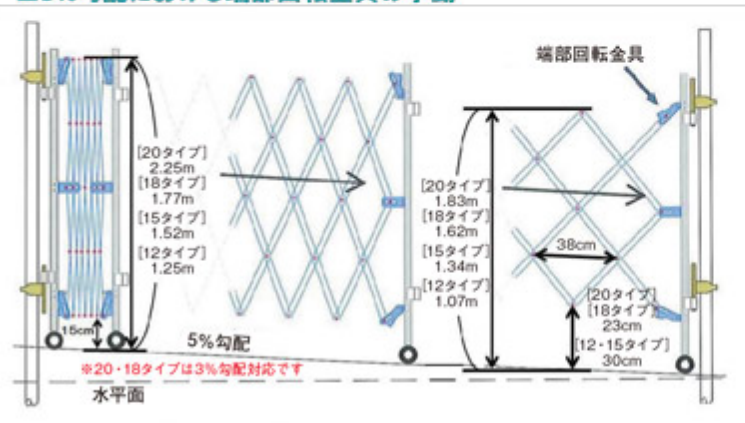 端部回転金具
[20タイプ]
2.25m
[18タイプ]
1.77m
[15タイプ]
1.52m
[12タイプ]
1.25m
[20タイプ]
1.83m
[18タイプ]
1.62m
[15タイプ]
1.34m
[12タイプ]
1.07m
38cm
[20タイプ]
[18タイプ]
23cm
[12・15タイプ]
30cm
15cm
5%勾配
※20・18タイプは3%勾配対応です
水平面